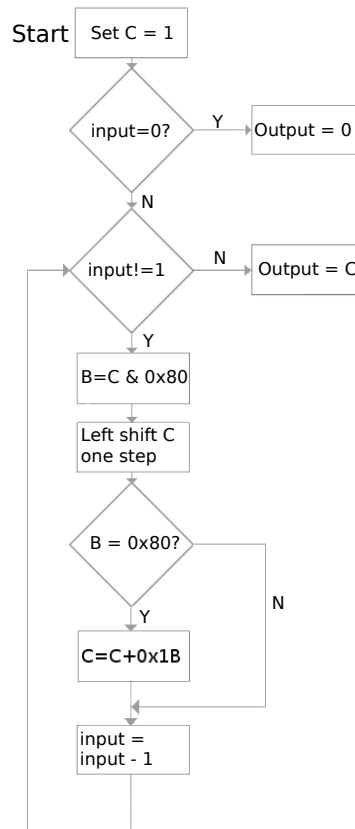 Start
Set C = 1
input=0?
Y
Output = 0
N
input!=1
N
Output = C
Y
B=C & 0x80
Left shift C
one step
B = 0x80?
N
Y
C=C+0x1B
input =
input - 1